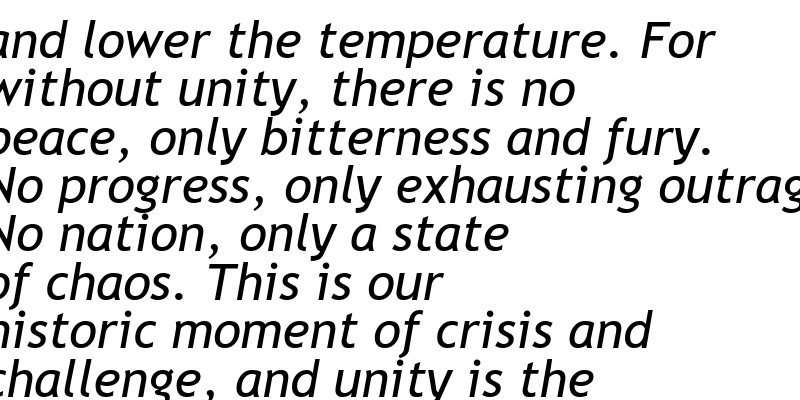 and lower the temperature. For
without unity, there is no
peace, only bitterness and fury.
No progress, only exhausting outrag
No nation, only a state
of chaos. This is our
historic moment of crisis and
challenge, and unity is the